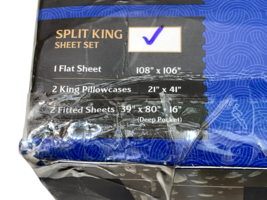 SPLIT KING
SHEET SET
1 Flat Sheet 108" x 106"
2 King Pillowcases 21" x 41"
2 Fitted Sheets 39" x 80" - 16"
(Deep Pocket)